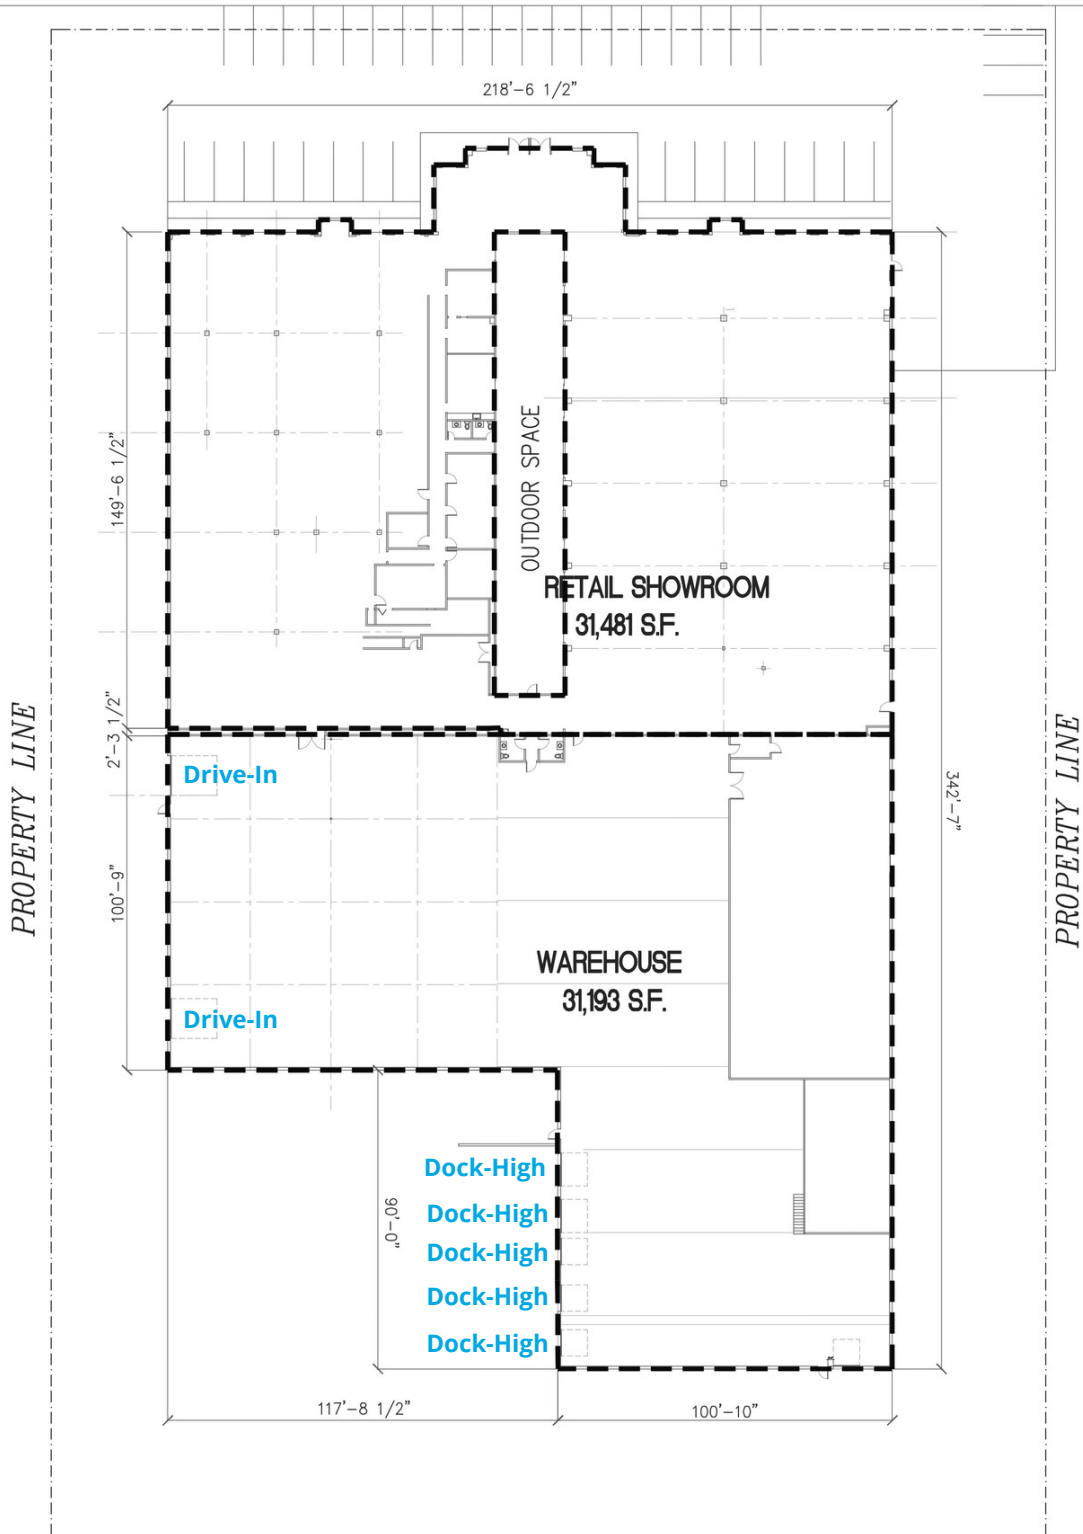 218'-6 1/2"
149'-6 1/2"
OUTDOOR SPACE
RETAIL SHOWROOM
31,481 S.F.
2'-3 1/2"
PROPERTY LINE
PROPERTY LINE
Drive-In
342'-7"
100'-9"
WAREHOUSE
31,193 S.F.
Drive-In
Dock-High
90'-0"
Dock-High
Dock-High
Dock-High
Dock-High
117'-8 1/2"
100'-10"